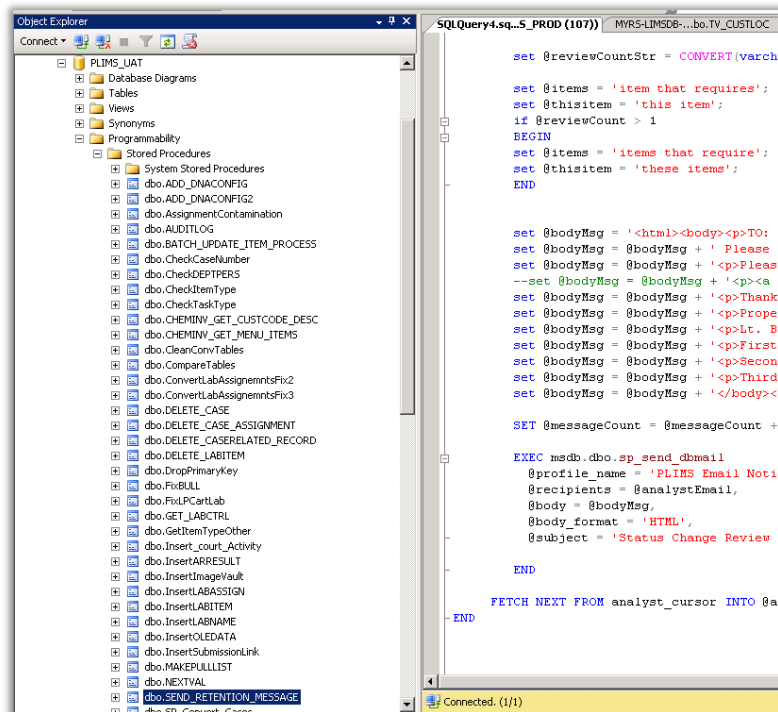 Object Explorer
Connect
PLIMS_UAT
Database Diagrams
Tables
Views
Synonyms
Programmability
Stored Procedures
System Stored Procedures
dbo.ADD_DNACONFIG
dbo.ADD_DNACONFIG2
dbo.AssignmentContamination
dbo.AUDITLOG
dbo.BATCH_UPDATE_ITEM_PROCESS
dbo.CheckCaseNumber
dbo.CheckDEPTPERS
dbo.CheckItemType
dbo.CheckTaskType
dbo.CHEMINV_GET_CUSTCODE_DESC
dbo.CHEMINV_GET_MENU_ITEMS
dbo.CleanConvTables
dbo.CompareTables
dbo.ConvertLabAssignemntsFix2
dbo.ConvertLabAssignemntsFix3
dbo.DELETE_CASE
dbo.DELETE_CASE_ASSIGNMENT
dbo.DELETE_CASERELATED_RECORD
dbo.DELETE_LABITEM
dbo.DropPrimaryKey
dbo.FixBULL
dbo.FixLPCartLab
dbo.GET_LABCTRL
dbo.GetItemTypeOther
dbo.Insert_court_Activity
dbo.INSERTARRESULT
dbo.InsertImageVault
dbo.InsertLABASSIGN
dbo.InsertLABITEM
dbo.InsertLABNAME
dbo.InsertOLEDATA
dbo.InsertSubmissionLink
dbo.MAKEPULLLIST
dbo.NEXTVAL
dbo.SEND_RETENTION_MESSAGE
dbo.SP_Convert_Cases
SQLQuery4.sq...S_PROD (107)) MYRS-LIMSDB-...bo.TV_CUSTLOC
set @reviewCountStr = CONVERT(varch
set @items = 'item that requires';
set @thisitem = 'this item';
if @reviewCount > 1
BEGIN
set @items = 'items that require';
set @thisitem = 'these items';
END
set @bodyMsg = '<html><body><p>TO:
set @bodyMsg = @bodyMsg + ' Please
set @bodyMsg = @bodyMsg + '<p>Pleas
--set @bodyMsg = @bodyMsg + '<p><a
set @bodyMsg = @bodyMsg + '<p>Thank
set @bodyMsg = @bodyMsg + '<p>Prope
set @bodyMsg = @bodyMsg + '<p>Lt. B
set @bodyMsg = @bodyMsg + '<p>First
set @bodyMsg = @bodyMsg + '<p>Secon
set @bodyMsg = @bodyMsg + '<p>Third
set @bodyMsg = @bodyMsg + '</body><
SET @messageCount = @messageCount +
EXEC msdb.dbo.sp_send_dbmail
@profile_name = 'PLIMS Email Noti
@recipients = @analystEmail,
@body = @bodyMsg,
@body_format = 'HTML',
@subject = 'Status Change Review
END
FETCH NEXT FROM analyst_cursor INTO @a
END
Connected. (1/1)